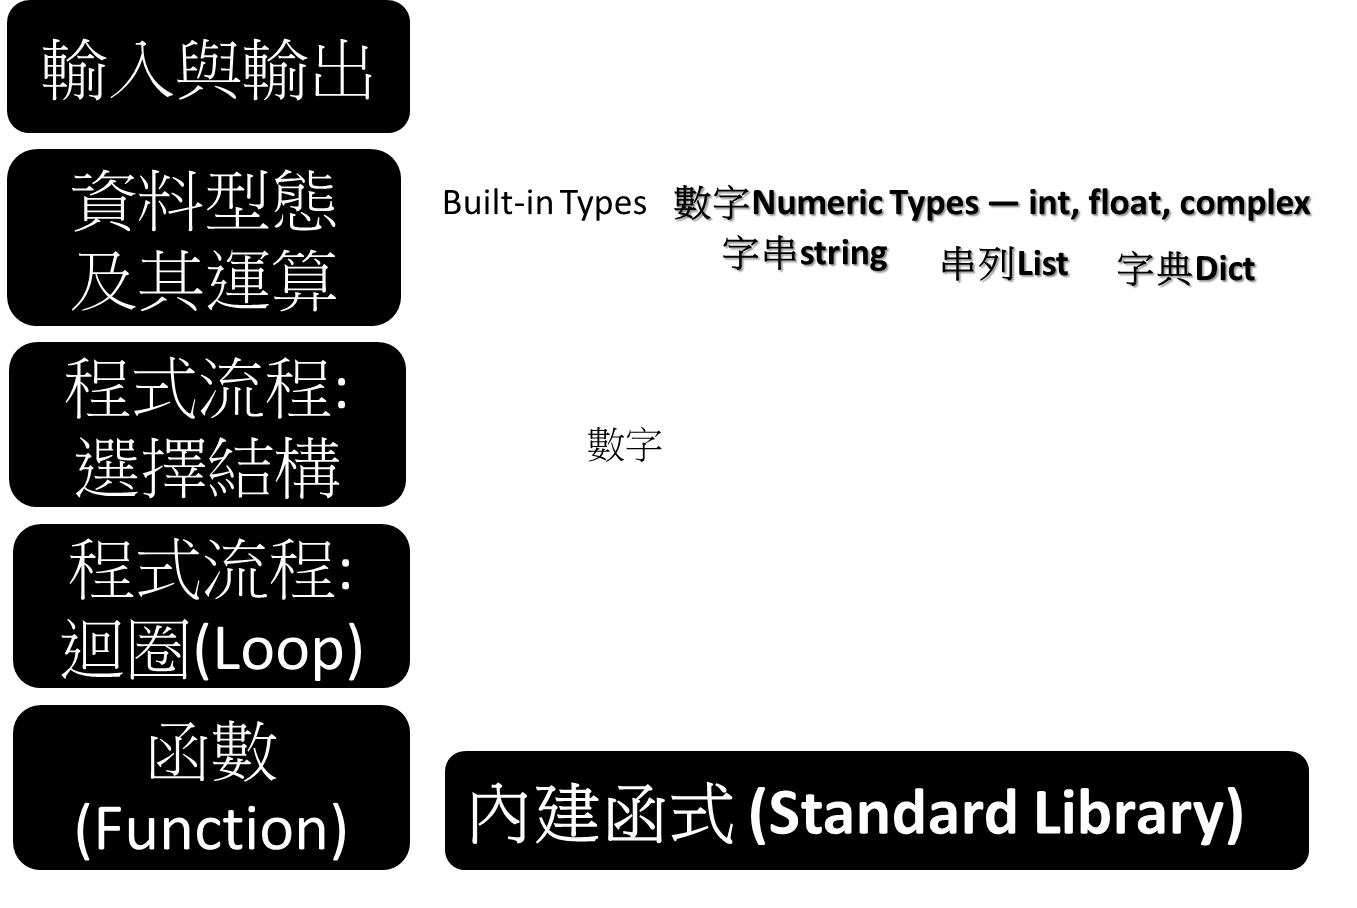 輸入與輸出
資料型態
及其運算
Built-in Types 數字Numeric Types — int, float, complex
字串string 串列List 字典Dict
程式流程:
選擇結構
數字
程式流程:
迴圈(Loop)
函數
(Function)
內建函式 (Standard Library)